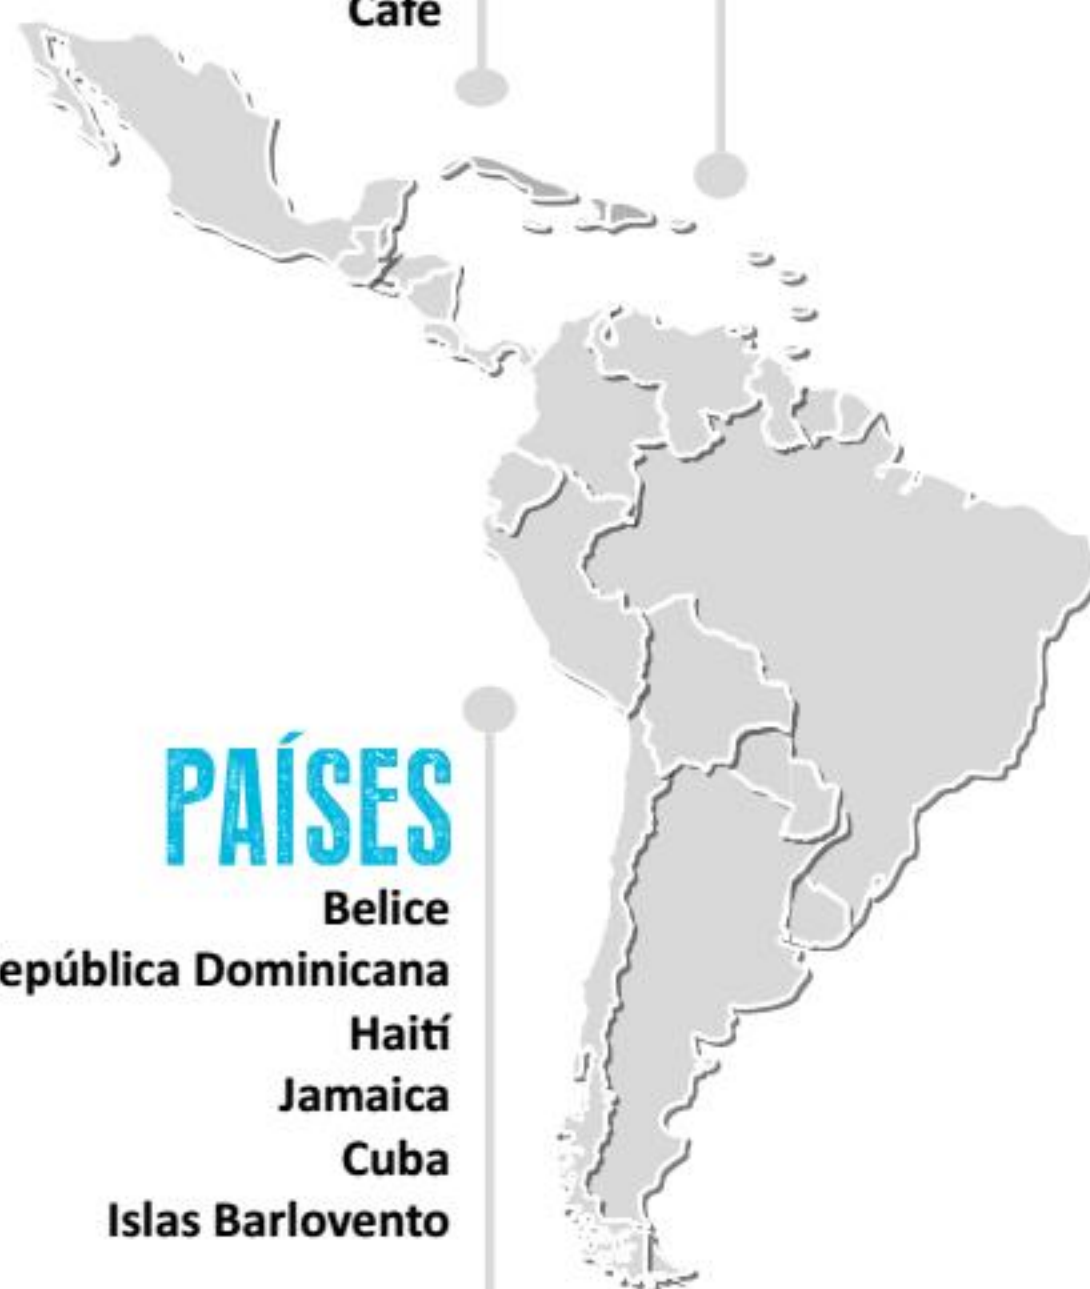 Café
PAÍSES
Belice
epública Dominicana
Haití
Jamaica
Cuba
Islas Barlovento